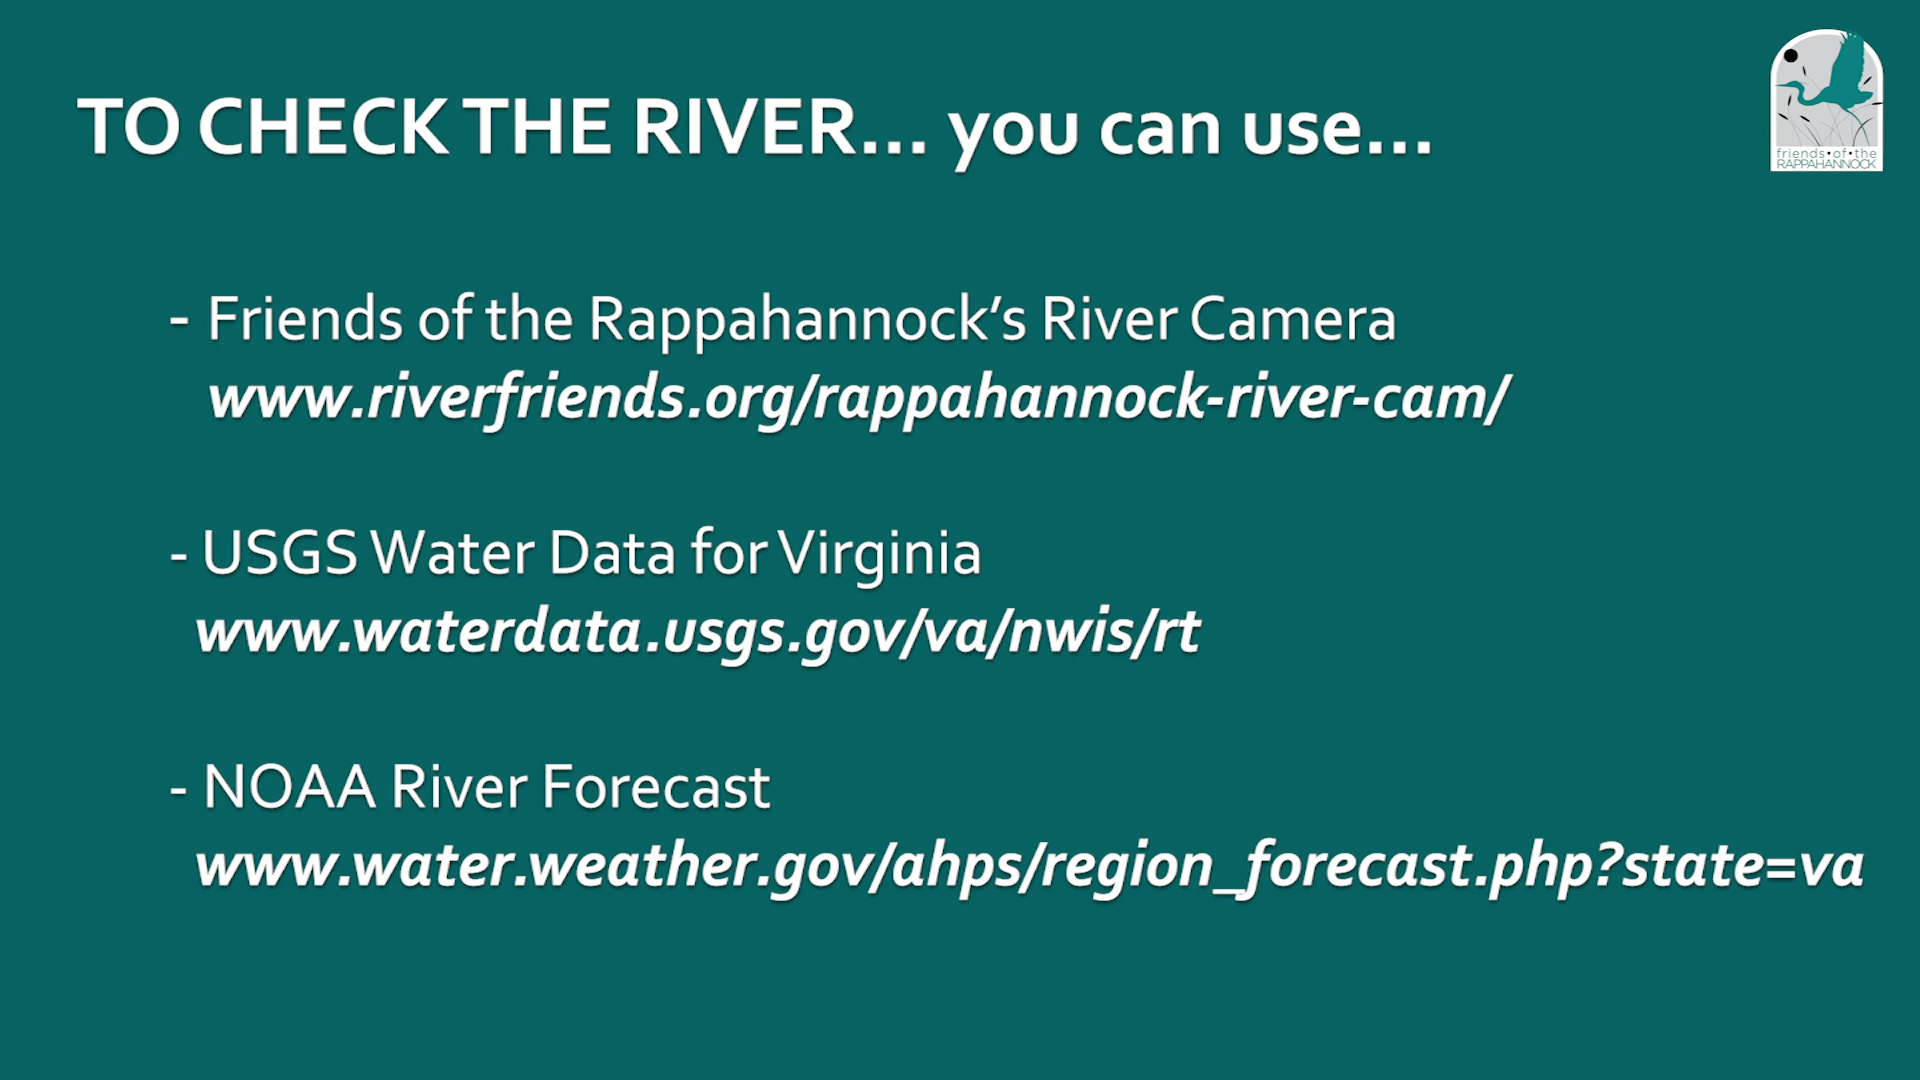 TO CHECK THE RIVER... you can use...
friends•of•the
RAPPAHANNOCK
- Friends of the Rappahannock's River Camera
www.riverfriends.org/rappahannock-river-cam/
- USGS Water Data for Virginia
www.waterdata.usgs.gov/va/nwis/rt
- NOAA River Forecast
www.water.weather.gov/ahps/region_forecast.php?state=va